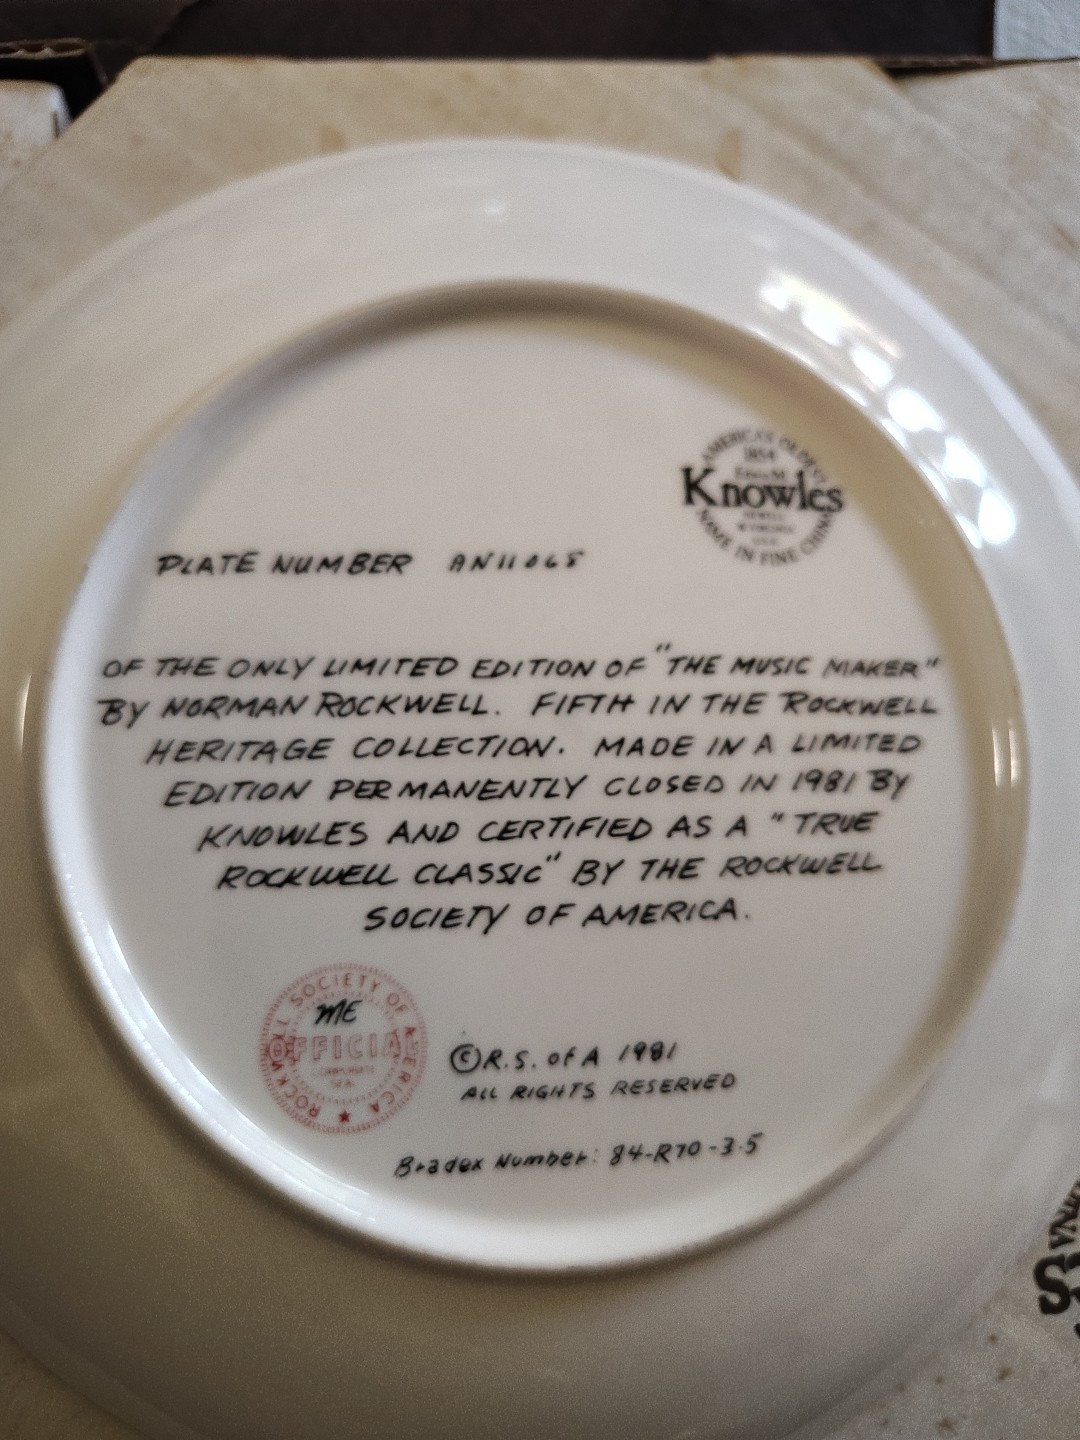 AMERICA'S OLDEST
1854
Knowles
NAME IN FINE CHINA
PLATE NUMBER AN11065
OF THE ONLY LIMITED EDITION OF "THE MUSIC MAKER"
BY NORMAN ROCKWELL. FIFTH IN THE ROCKWELL
HERITAGE COLLECTION. MADE IN A LIMITED
EDITION PERMANENTLY CLOSED IN 1981 BY
KNOWLES AND CERTIFIED AS A "TRUE
ROCKWELL CLASSIC" BY THE ROCKWELL
SOCIETY OF AMERICA.
ROCKWELL SOCIETY OF AMERICA
ME
OFFICIAL
CORPORATE
SEAL
© R.S. OF A 1981
ALL RIGHTS RESERVED
Bradex Number: 84-R70-3.5